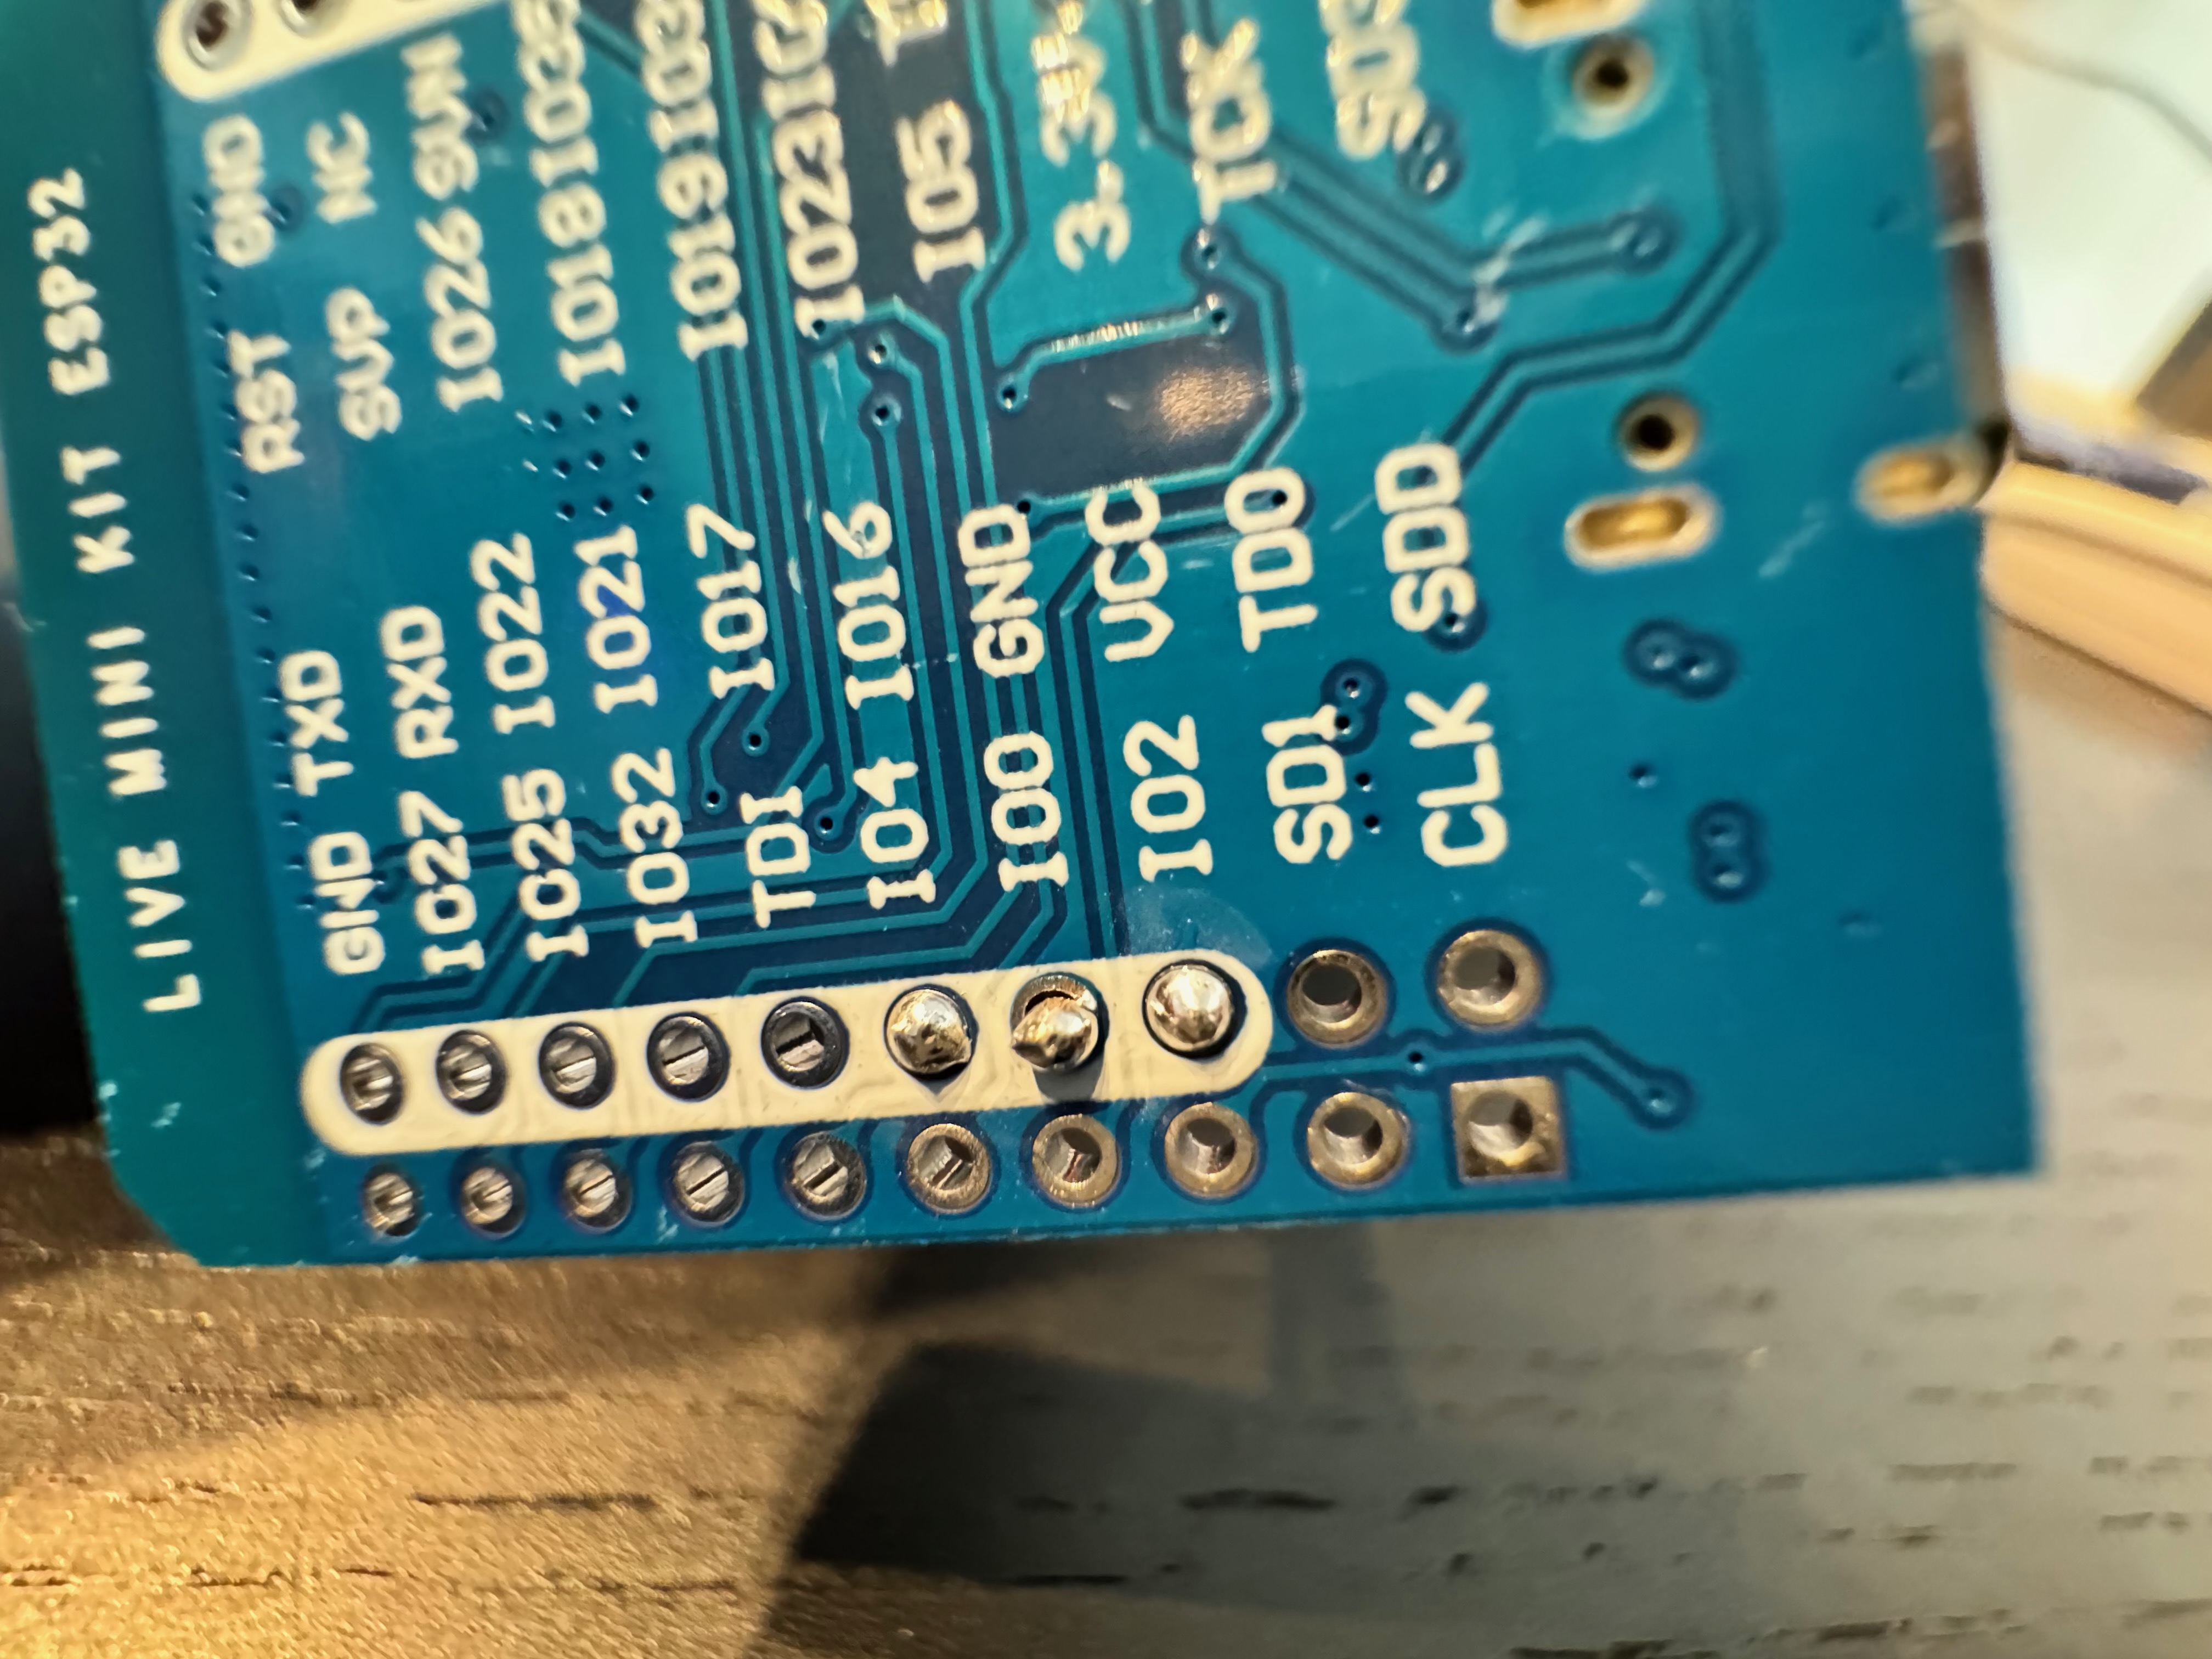 LIVE MINI KIT ESP32
GND TXD RST GND
IO27 RXD SVP NC
IO25 IO22 IO26 SVN
IO32 IO21 IO18 IO35
TDI IO17 IO19
IO4 IO16 IO23
IO0 GND IO5
IO2 VCC 3.3V
SD1 TDO TCK
CLK SDD